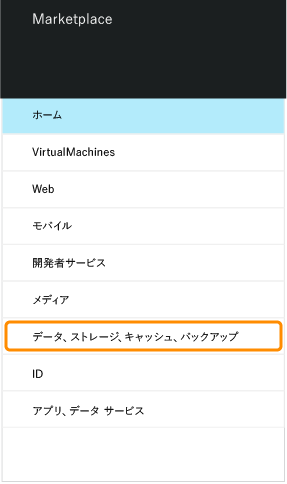 Marketplace
ホーム
VirtualMachines
Web
モバイル
開発者サービス
メディア
データ、ストレージ、キャッシュ、バックアップ
ID
アプリ、データ サービス